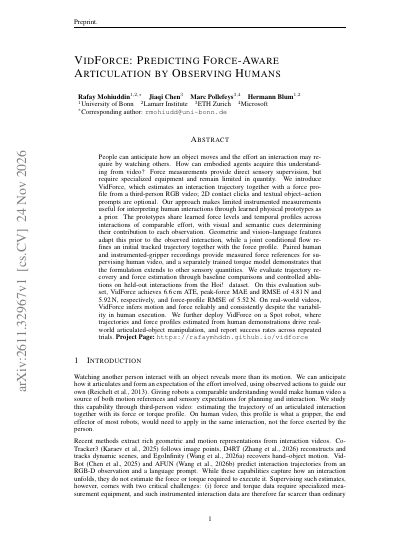 Preprint.
VIDFORCE: PREDICTING FORCE-AWARE
ARTICULATION BY OBSERVING HUMANS
Rafay Mohiuddin1,2,* Jiaqi Chen3 Marc Pollefeys3,4 Hermann Blum1,2
1University of Bonn 2Lamarr Institute 3ETH Zurich 4Microsoft
*Corresponding author: rmohiudd@uni-bonn.de
ABSTRACT
People can anticipate how an object moves and the effort an interaction may re-
quire by watching others. How can embodied agents acquire this understand-
ing from video? Force measurements provide direct supervision, but require
specialized equipment and remain limited in quantity. We introduce
VidForce, which estimates an interaction trajectory together with a force pro-
file from a third-person RGB video; 2D contact clicks and textual object–action
prompts are optional. Our approach makes limited instrumented measurements
useful for interpreting human interactions through learned physical prototypes as
a prior. The prototypes share learned force levels and temporal profiles across
interactions of comparable effort, with visual and semantic cues determining
their contribution to each observation. Geometric and vision-language features
adapt this prior to the observed interaction, while a joint conditional flow re-
fines an initial tracked trajectory together with the force profile. Paired human
and instrumented-gripper recordings provide measured force references for su-
pervising human video, and a separately trained torque model demonstrates that
the formulation extends to other sensory quantities. We evaluate trajectory re-
covery and force estimation through baseline comparisons and controlled abla-
tions on held-out interactions from the Hoi! dataset. On this evaluation sub-
set, VidForce achieves 6.6 cm ATE, peak-force MAE and RMSE of 4.81 N and
5.92 N, respectively, and force-profile RMSE of 5.52 N. On real-world videos,
VidForce infers motion and force reliably and consistently despite the variabil-
ity in human execution. We further deploy VidForce on a Spot robot, where
trajectories and force profiles estimated from human demonstrations drive real-
world articulated-object manipulation, and report success rates across repeated
trials. Project Page: https://rafaymhddn.github.io/vidforce
1 INTRODUCTION
Watching another person interact with an object reveals more than its motion. We can anticipate
how it articulates and form an expectation of the effort involved, using observed actions to guide our
own (Reichelt et al., 2013). Giving robots a comparable understanding would make human video a
source of both motion references and sensory expectations for planning and interaction. We study
this capability through third-person video: estimating the trajectory of an articulated interaction
together with its force or torque profile. On human video, this profile is what a gripper, the end
effector of most robots, would need to apply in the same interaction, not the force exerted by the
person.
Recent methods extract rich geometric and motion representations from interaction videos. Co-
Tracker3 (Karaev et al., 2025) follows image points, D4RT (Zhang et al., 2026) reconstructs and
tracks dynamic scenes, and EgoInfinity (Wang et al., 2026a) recovers hand–object motion. Vid-
Bot (Chen et al., 2025) and AFUN (Wang et al., 2026b) predict interaction trajectories from an
RGB-D observation and a language prompt. While these capabilities capture how an interaction
unfolds, they do not estimate the force or torque required to execute it. Supervising such estimates,
however, comes with two critical challenges: (i) force and torque data require specialized mea-
surement equipment, and such instrumented interaction data are therefore far scarcer than ordinary
1
arXiv:2611.32967v1 [cs.CV] 24 Nov 2026